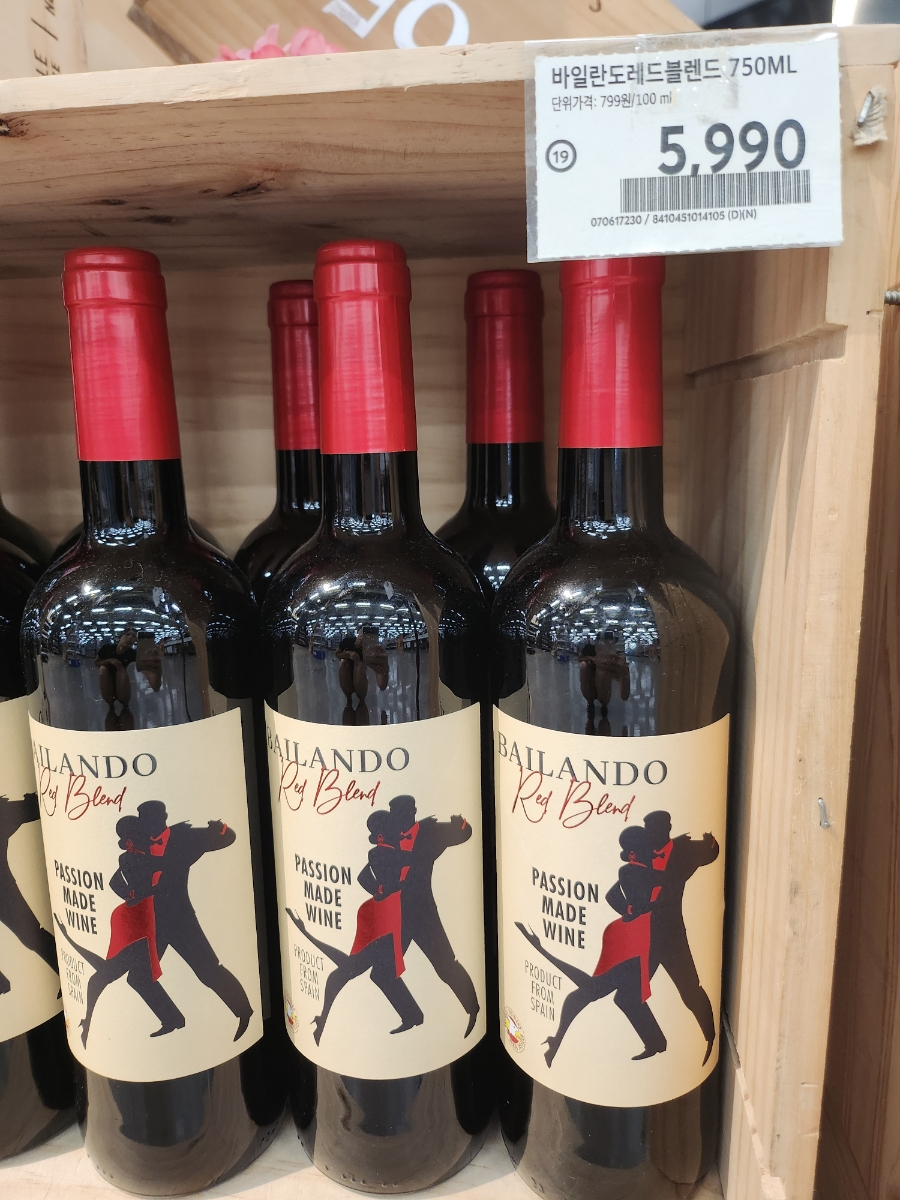 바일란도레드블렌드 750ML
단위가격: 799원/100 ml
19
5,990
070617230 / 8410451014105 (D)(N)
AILANDO
Red Blend
PASSION
MADE
WINE
PRODUCT
FROM
SPAIN
BAILANDO
Red Blend
PASSION
MADE
WINE
PRODUCT
FROM
SPAIN
BAILANDO
Red Blend
PASSION
MADE
WINE
PRODUCT
FROM
SPAIN